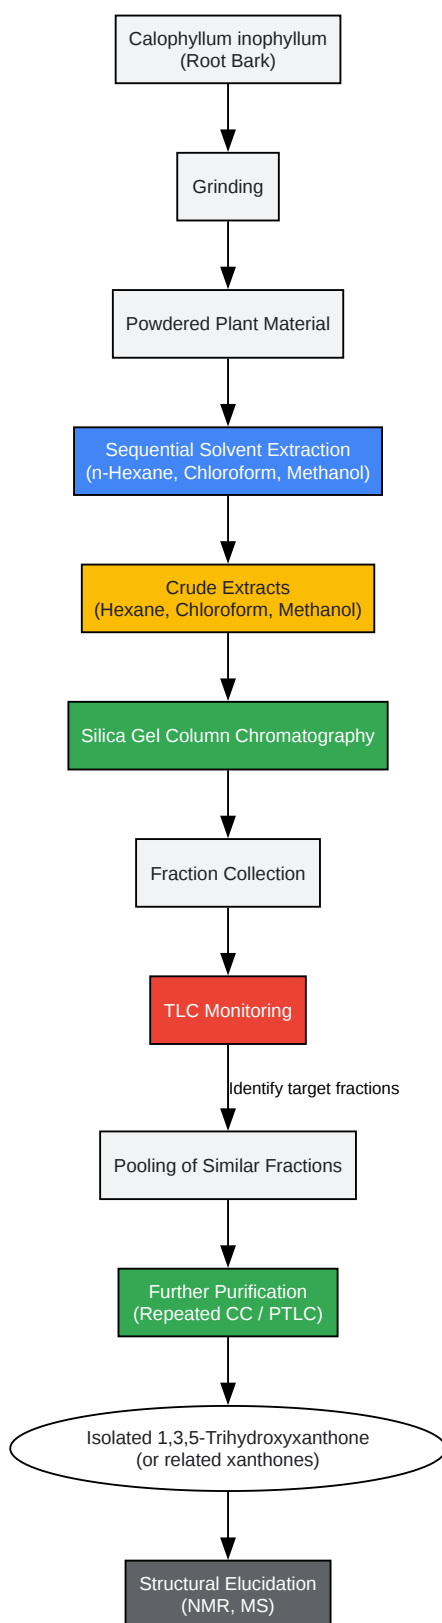 Calophyllum inophyllum
(Root Bark)
Grinding
Powdered Plant Material
Sequential Solvent Extraction
(n-Hexane, Chloroform, Methanol)
Crude Extracts
(Hexane, Chloroform, Methanol)
Silica Gel Column Chromatography
Fraction Collection
TLC Monitoring
Identify target fractions
Pooling of Similar Fractions
Further Purification
(Repeated CC / PTLC)
Isolated 1,3,5-Trihydroxyxanthone
(or related xanthones)
Structural Elucidation
(NMR, MS)